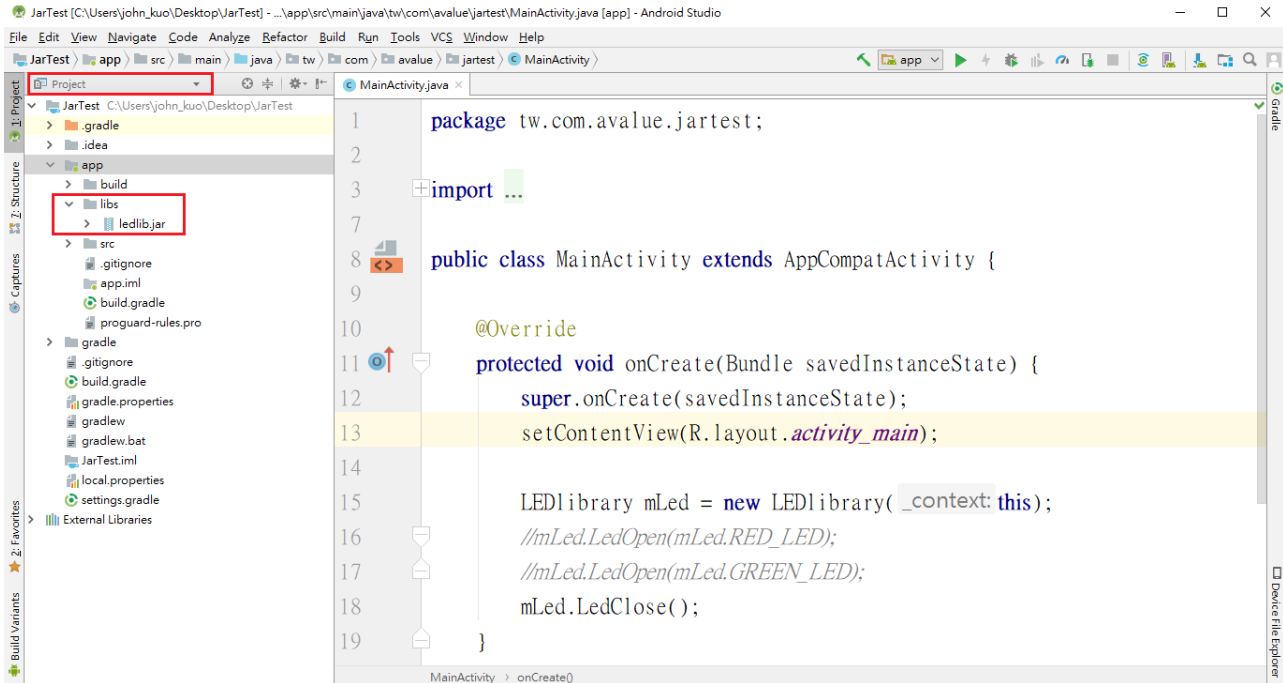 JarTest [C:\Users\john_kuo\Desktop\JarTest] - ...\app\src\main\java\tw\com\avalue\jartest\MainActivity.java [app] - Android Studio
File Edit View Navigate Code Analyze Refactor Build Run Tools VCS Window Help
JarTest app src main java tw com avalue jartest MainActivity
app
1: Project
7: Structure
Captures
2: Favorites
Build Variants
Project
JarTest C:\Users\john_kuo\Desktop\JarTest
.gradle
.idea
app
build
libs
ledlib.jar
src
.gitignore
app.iml
build.gradle
proguard-rules.pro
gradle
.gitignore
build.gradle
gradle.properties
gradlew
gradlew.bat
JarTest.iml
local.properties
settings.gradle
External Libraries
MainActivity.java
1 package tw.com.avalue.jartest;
2
3 import ...
7
8 public class MainActivity extends AppCompatActivity {
9
10 @Override
11 protected void onCreate(Bundle savedInstanceState) {
12 super.onCreate(savedInstanceState);
13 setContentView(R.layout.activity_main);
14
15 LEDlibrary mLed = new LEDlibrary( _context: this);
16 //mLed.LedOpen(mLed.RED_LED);
17 //mLed.LedOpen(mLed.GREEN_LED);
18 mLed.LedClose();
19 }
MainActivity > onCreate()
Gradle
Device File Explorer